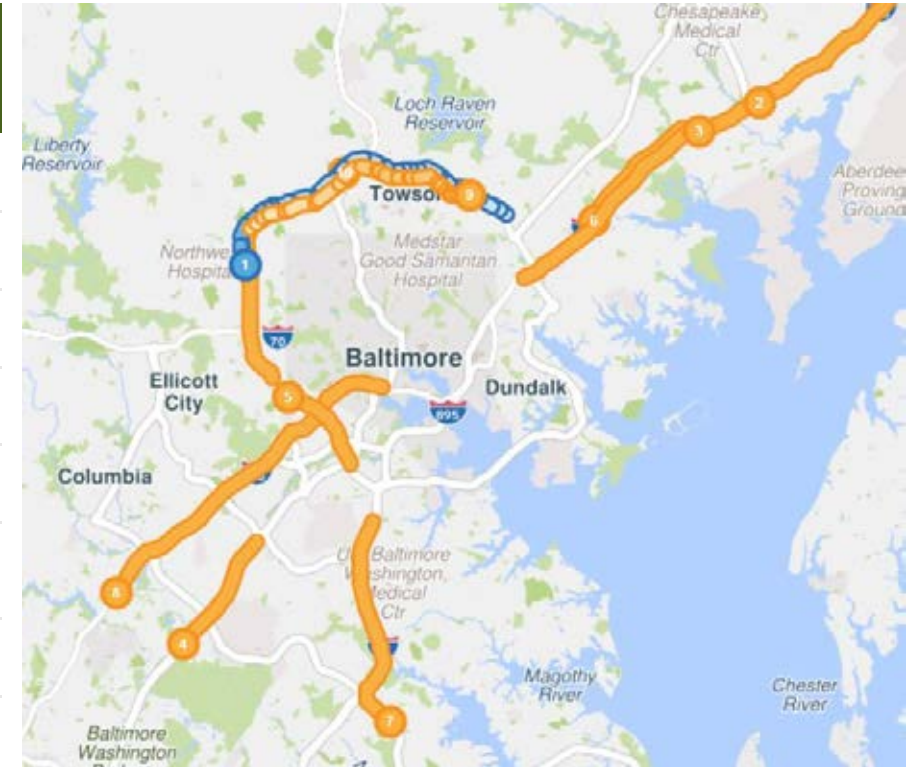 Chesapeake
Medical
Ctr
2
Loch Raven
Reservoir
3
Liberty
Reservoir
Aberdeen
Proving
Ground
Towson
9
6
Medstar
Good Samaritan
Hospital
Northwe
Hospital
1
70
Baltimore
5
Ellicott
City
Dundalk
895
Columbia
Baltimore
Washington
Medical
Ctr
8
4
Magothy
River
Chester
River
7
Baltimore
Washington